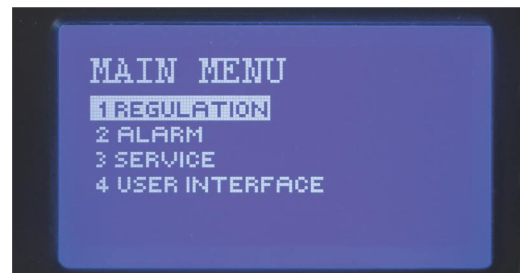 MAIN MENU
1 REGULATION
2 ALARM
3 SERVICE
4 USER INTERFACE